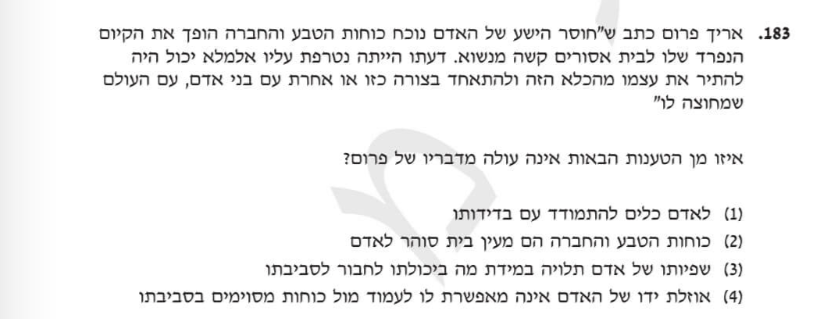 183. אריך פרום כתב ש"חוסר הישע של האדם נוכח כוחות הטבע והחברה הופך את הקיום
הנפרד שלו לבית אסורים קשה מנשוא. דעתו הייתה נטרפת עליו אלמלא יכול היה
להתיר את עצמו מהכלא הזה ולהתאחד בצורה כזו או אחרת עם בני אדם, עם העולם
שמחוצה לו"
איזו מן הטענות הבאות אינה עולה מדבריו של פרום?
(1) לאדם כלים להתמודד עם בדידותו
(2) כוחות הטבע והחברה הם מעין בית סוהר לאדם
(3) שפיותו של אדם תלויה במידת מה ביכולתו לחבור לסביבתו
(4) אוזלת ידו של האדם אינה מאפשרת לו לעמוד מול כוחות מסוימים בסביבתו